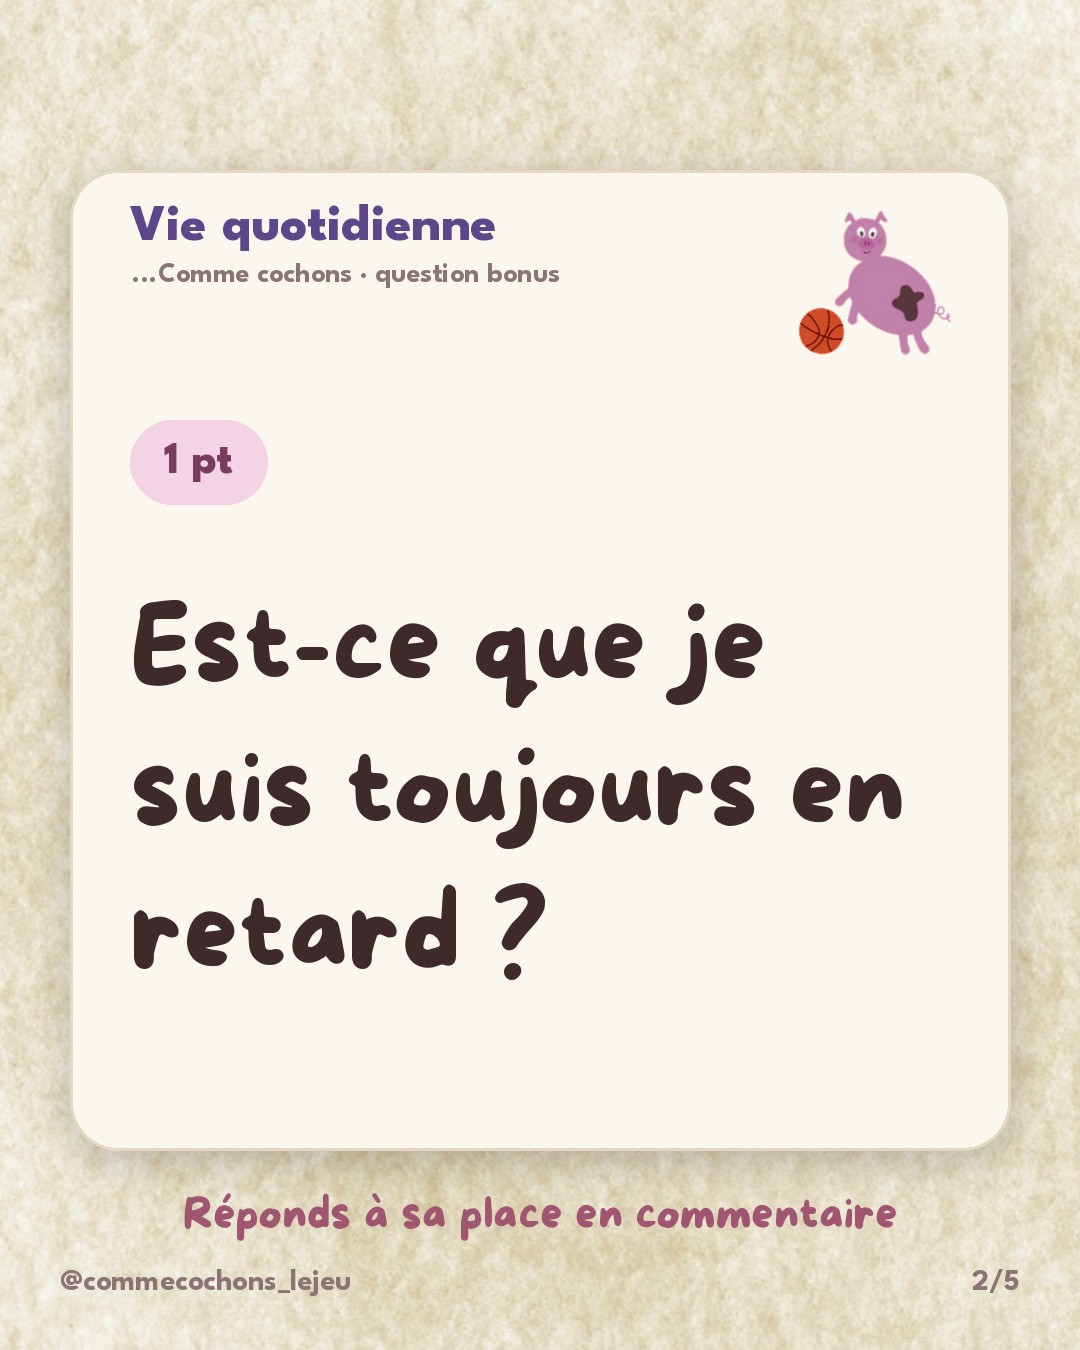 Vie quotidienne
...Comme cochons · question bonus
1 pt
Est-ce que je
suis toujours en
retard ?
Réponds à sa place en commentaire
@commecochons_lejeu
2/5